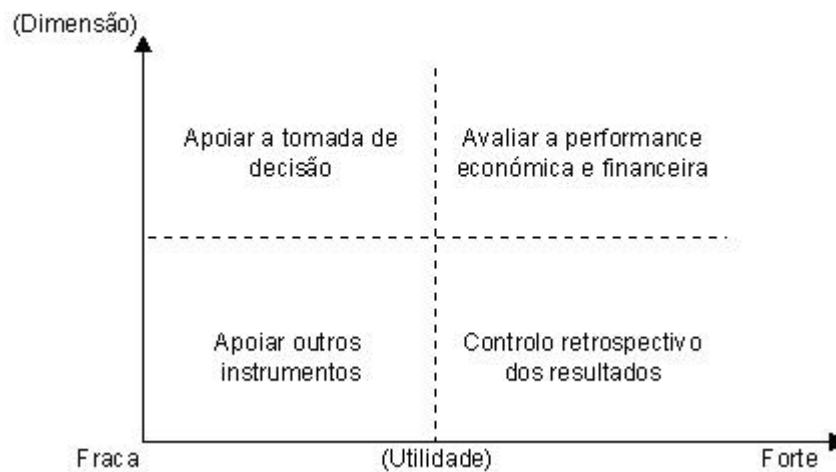 (Dimensão)
Apoiar a tomada de
decisão
Avaliar a performance
económica e financeira
Apoiar outros
instrumentos
Controlo retrospectivo
dos resultados
Fraca
(Utilidade)
Forte